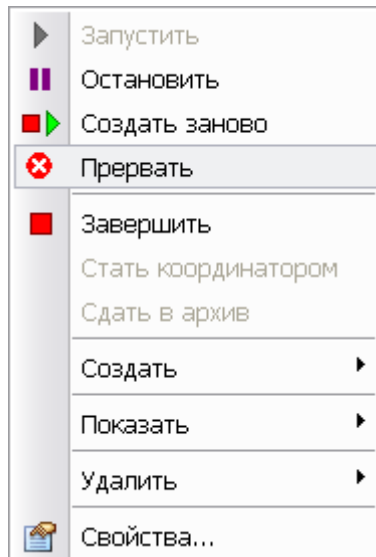 Запустить
Остановить
Создать заново
Прервать
Завершить
Стать координатором
Сдать в архив
Создать
Показать
Удалить
Свойства...